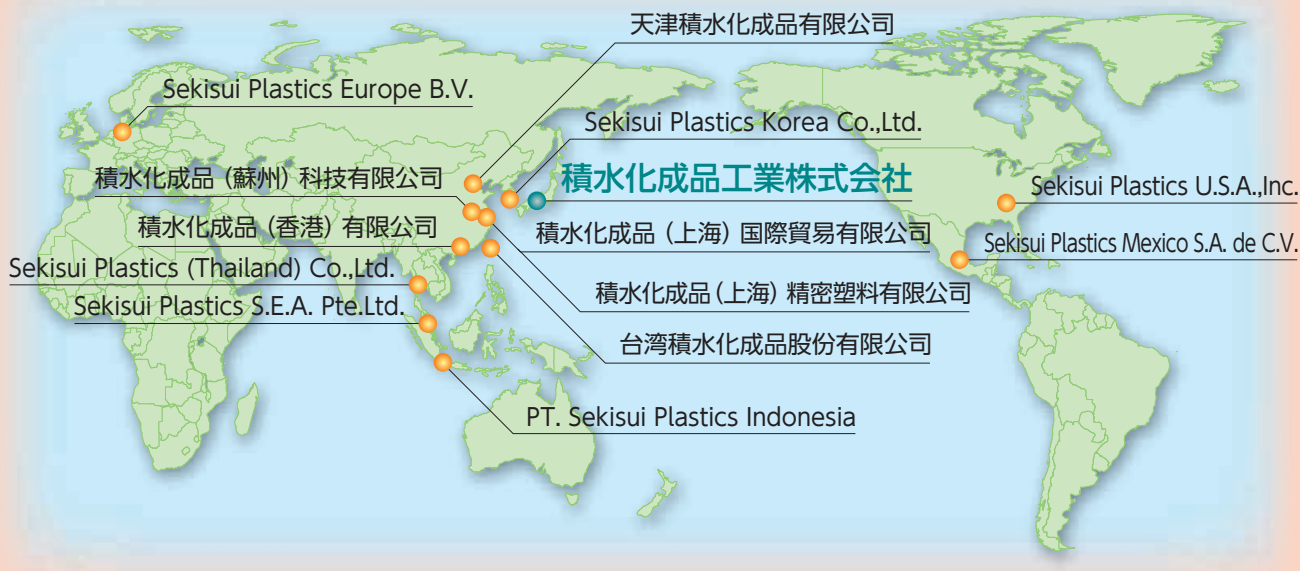 天津積水化成品有限公司
Sekisui Plastics Europe B.V.
Sekisui Plastics Korea Co.,Ltd.
積水化成品（蘇州）科技有限公司
積水化成品工業株式会社
Sekisui Plastics U.S.A.,Inc.
積水化成品（香港）有限公司
積水化成品（上海）国際貿易有限公司
Sekisui Plastics Mexico S.A. de C.V.
Sekisui Plastics (Thailand) Co.,Ltd.
積水化成品（上海）精密塑料有限公司
Sekisui Plastics S.E.A. Pte.Ltd.
台湾積水化成品股份有限公司
PT. Sekisui Plastics Indonesia